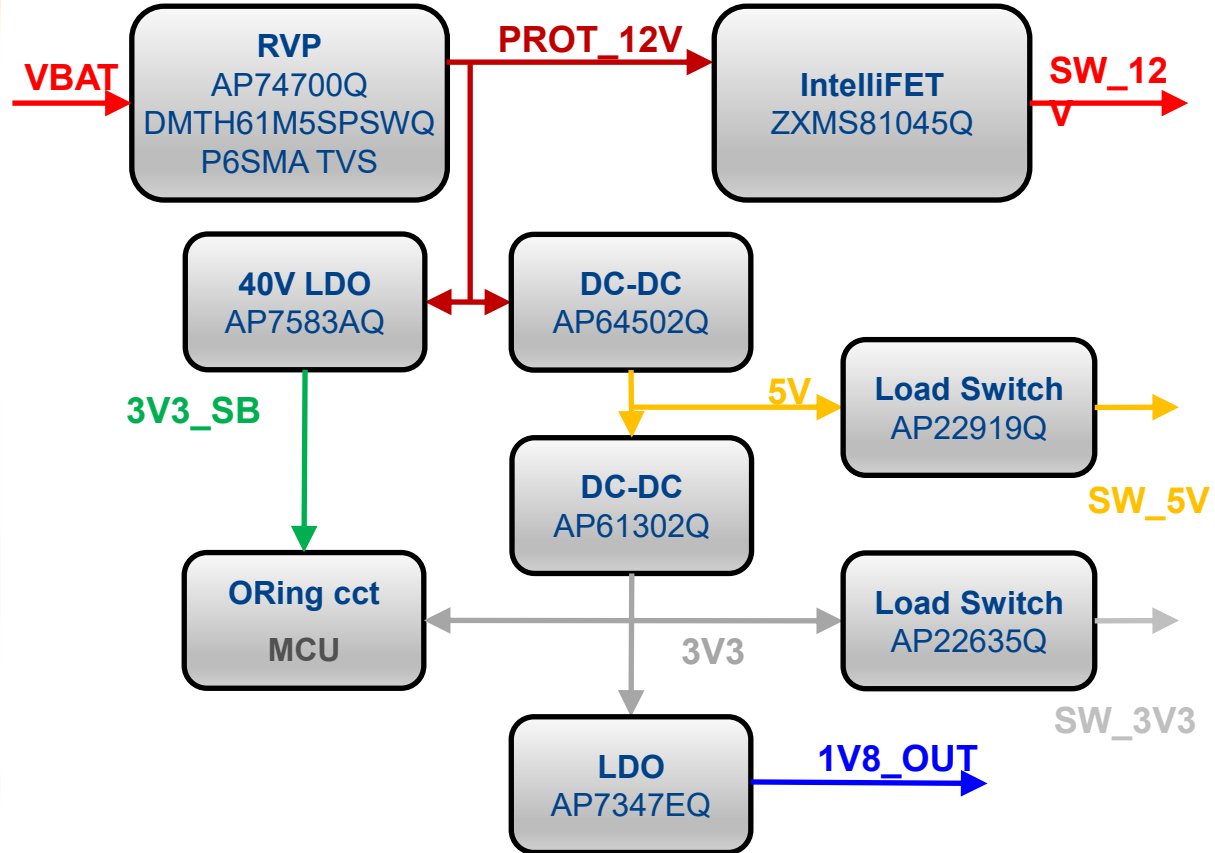 RVP
AP74700Q
DMTH61M5SPSWQ
P6SMA TVS
VBAT
PROT_12V
IntelliFET
ZXMS81045Q
SW_12
V
40V LDO
AP7583AQ
DC-DC
AP64502Q
3V3_SB
5V
Load Switch
AP22919Q
SW_5V
DC-DC
AP61302Q
ORing cct
MCU
3V3
Load Switch
AP22635Q
SW_3V3
LDO
AP7347EQ
1V8_OUT